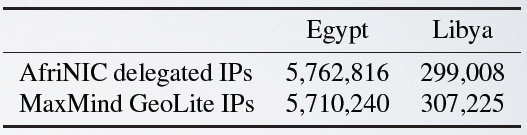 Egypt Libya
AfriNIC delegated IPs 5,762,816 299,008
MaxMind GeoLite IPs 5,710,240 307,225